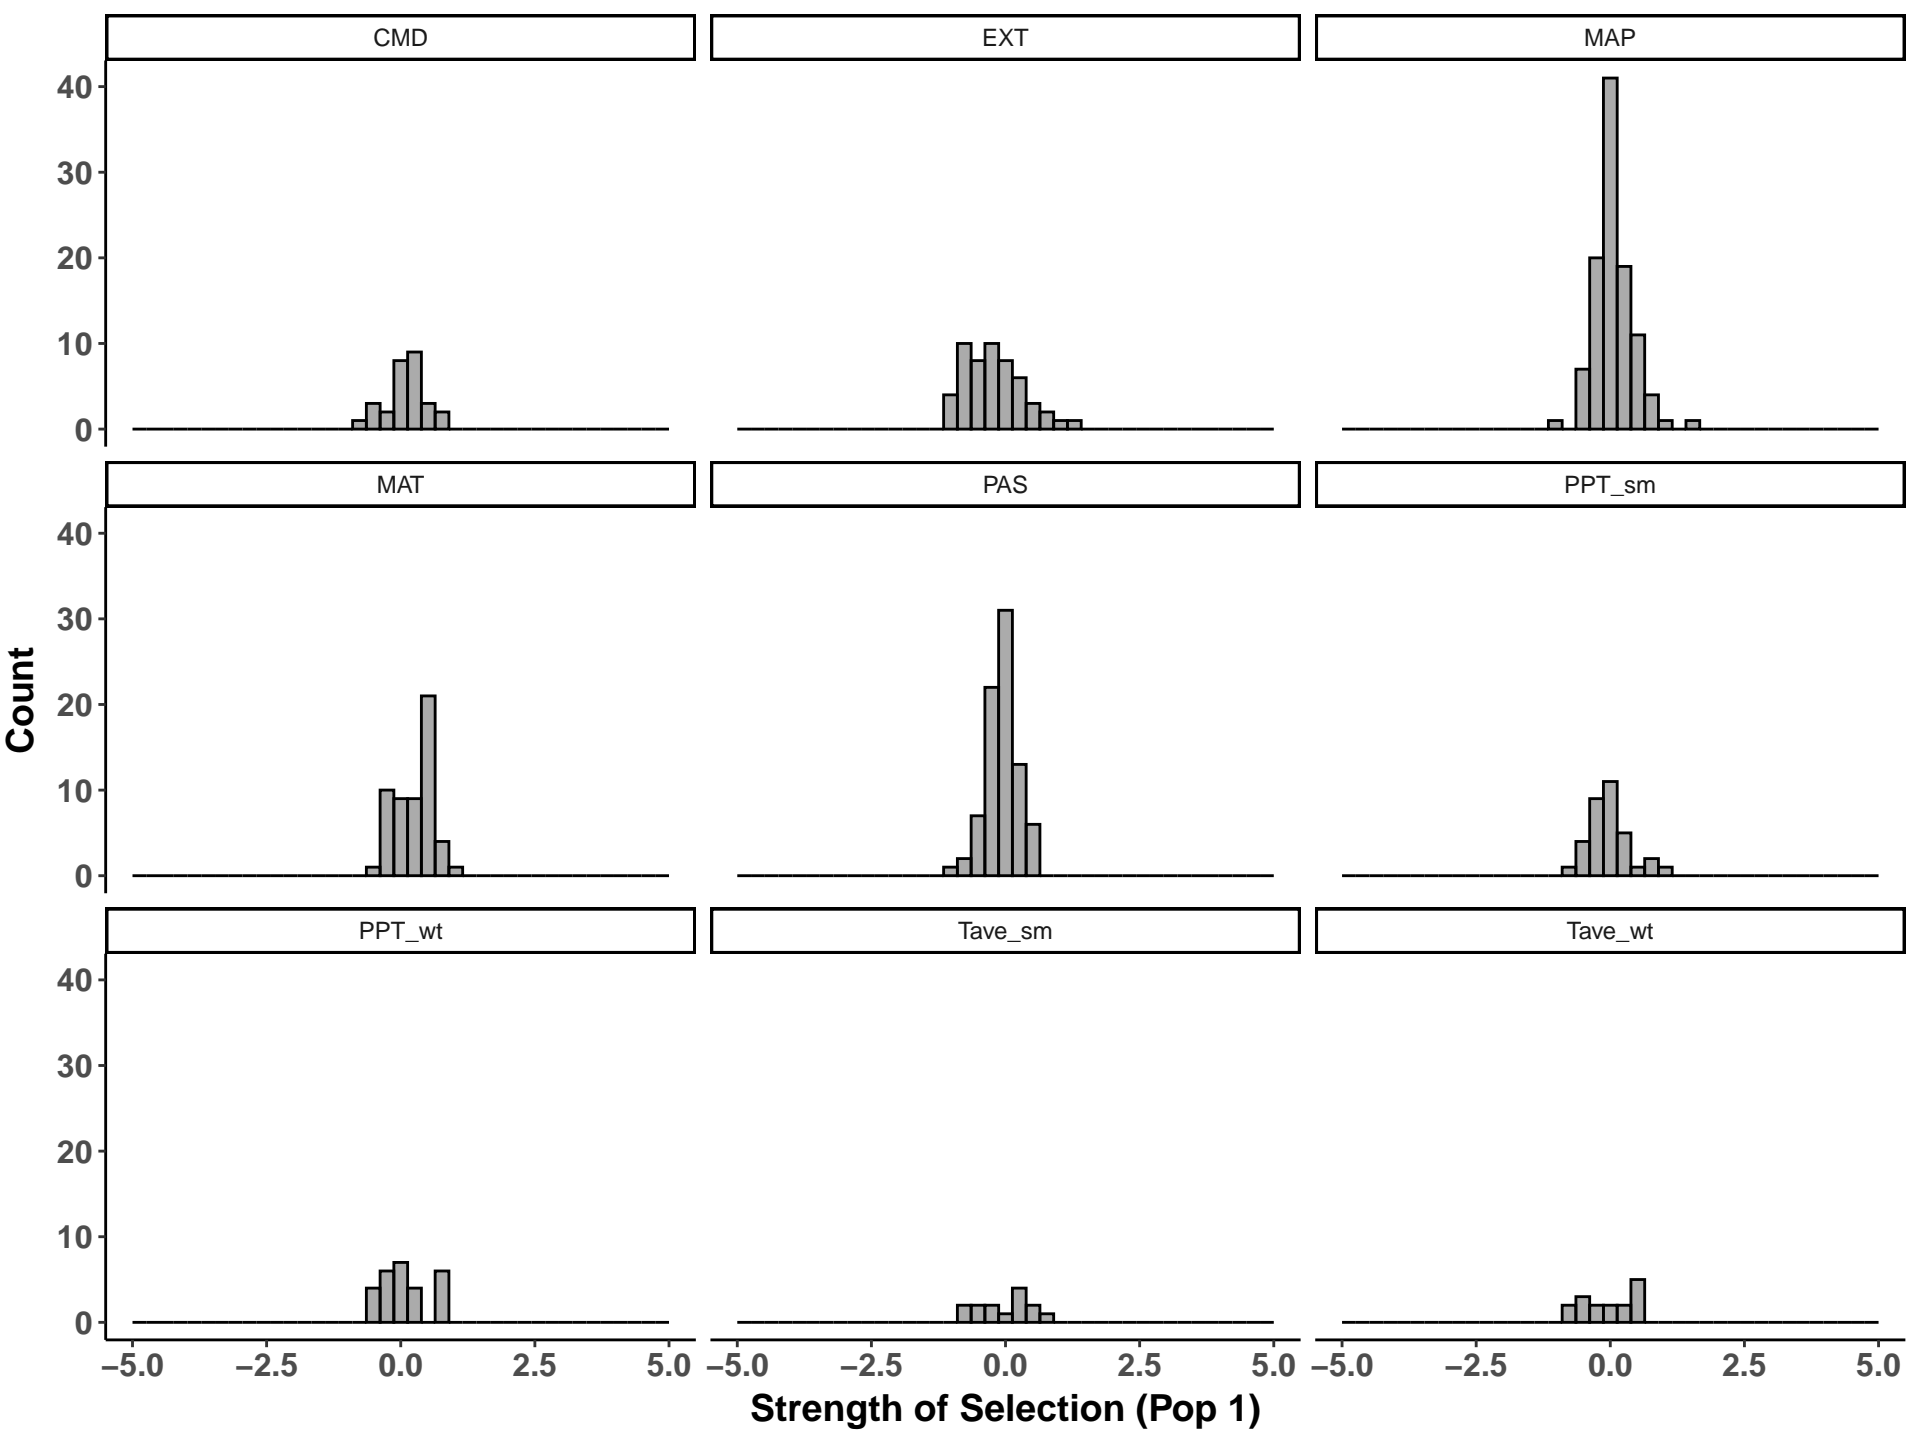 CMD EXT MAP
40
30
20
10
0
MAT PAS PPT_sm
40
30
20
10
0
PPT_wt Tave_sm Tave_wt
40
30
20
10
0
−5.0 −2.5 0.0 2.5 5.0 −5.0 −2.5 0.0 2.5 5.0 −5.0 −2.5 0.0 2.5 5.0
Count
Strength of Selection (Pop 1)